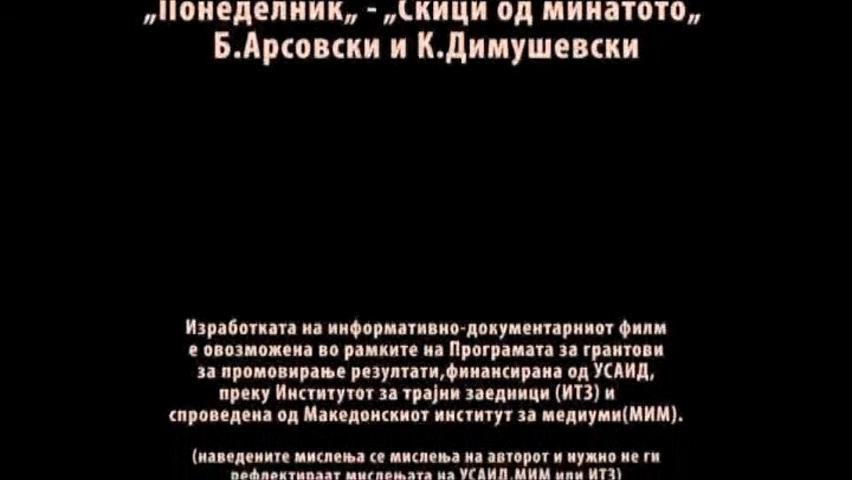 „Понеделник„ - „Скици од минатото„
Б.Арсовски и К.Димушевски
Изработката на информативно-документарниот филм
е овозможена во рамките на Програмата за грантови
за промовирање резултати,финансирана од УСАИД,
преку Институтот за трајни заедници (ИТЗ) и
спроведена од Македонскиот институт за медиуми(МИМ).
(наведените мислења се мислења на авторот и нужно не ги
рефлектираат мислењата на УСАИД,МИМ или ИТЗ)